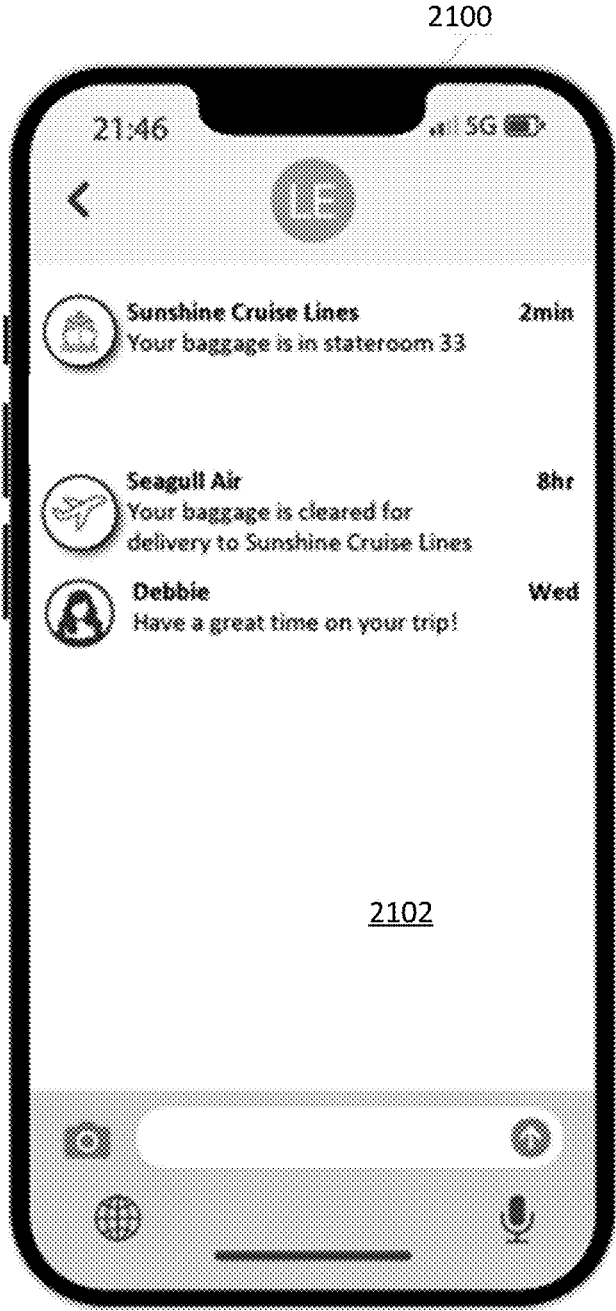 2100
21:46
5G
LE
Sunshine Cruise Lines 2min
Your baggage is in stateroom 33
Seagull Air 8hr
Your baggage is cleared for
delivery to Sunshine Cruise Lines
Debbie Wed
Have a great time on your trip!
2102